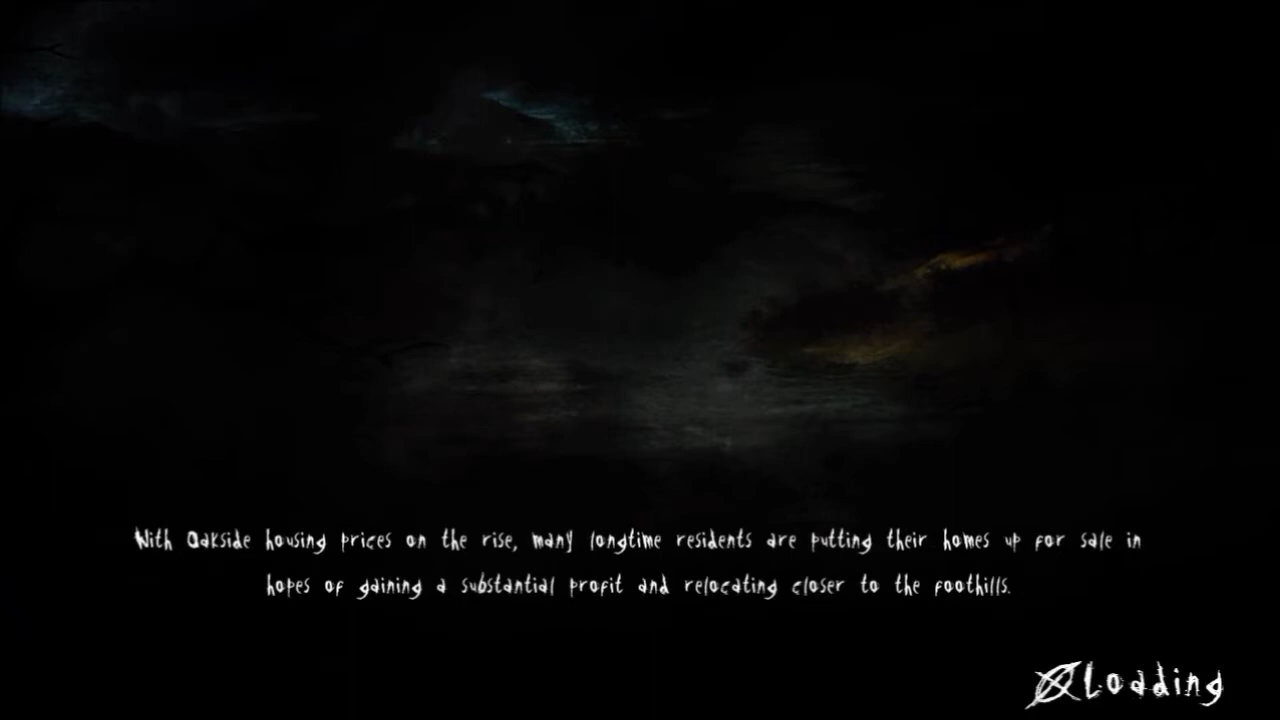 With Oakside housing prices on the rise, many longtime residents are putting their homes up for sale in
hopes of gaining a substantial profit and relocating closer to the foothills.
Loading